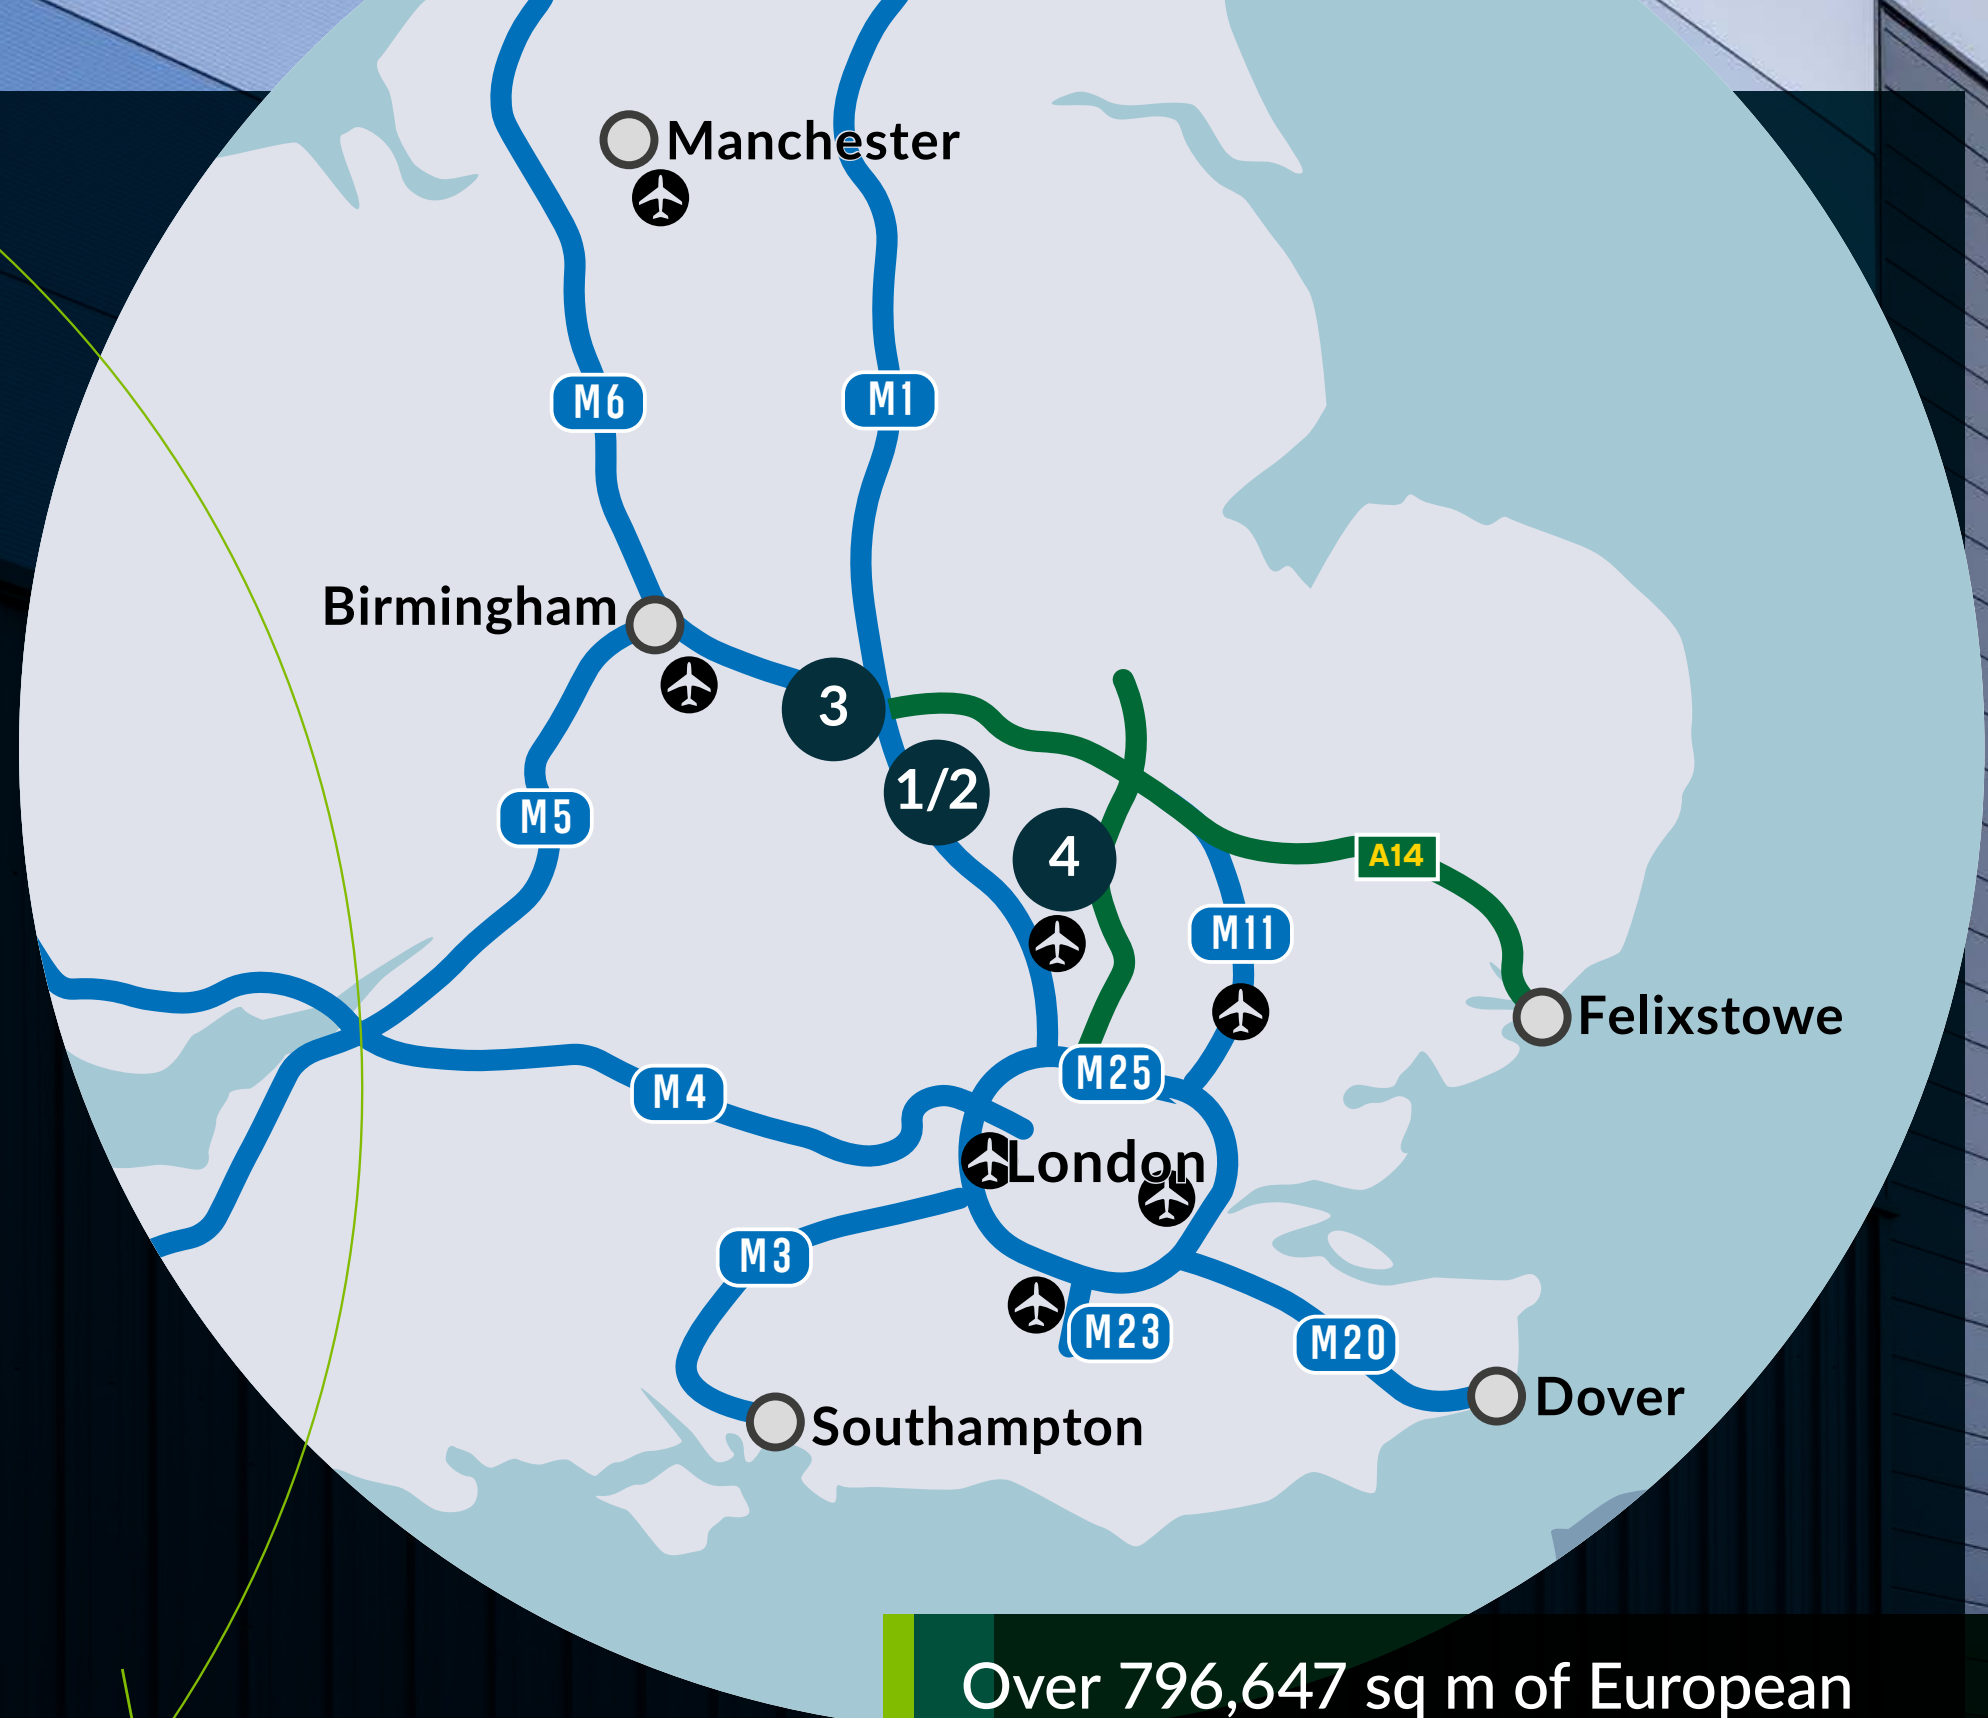 Manchester
M6
M1
Birmingham
3
1/2
M5
4
A14
M11
Felixstowe
M25
M4
London
M3
M23
M20
Dover
Southampton
Over 796,647 sq m of European